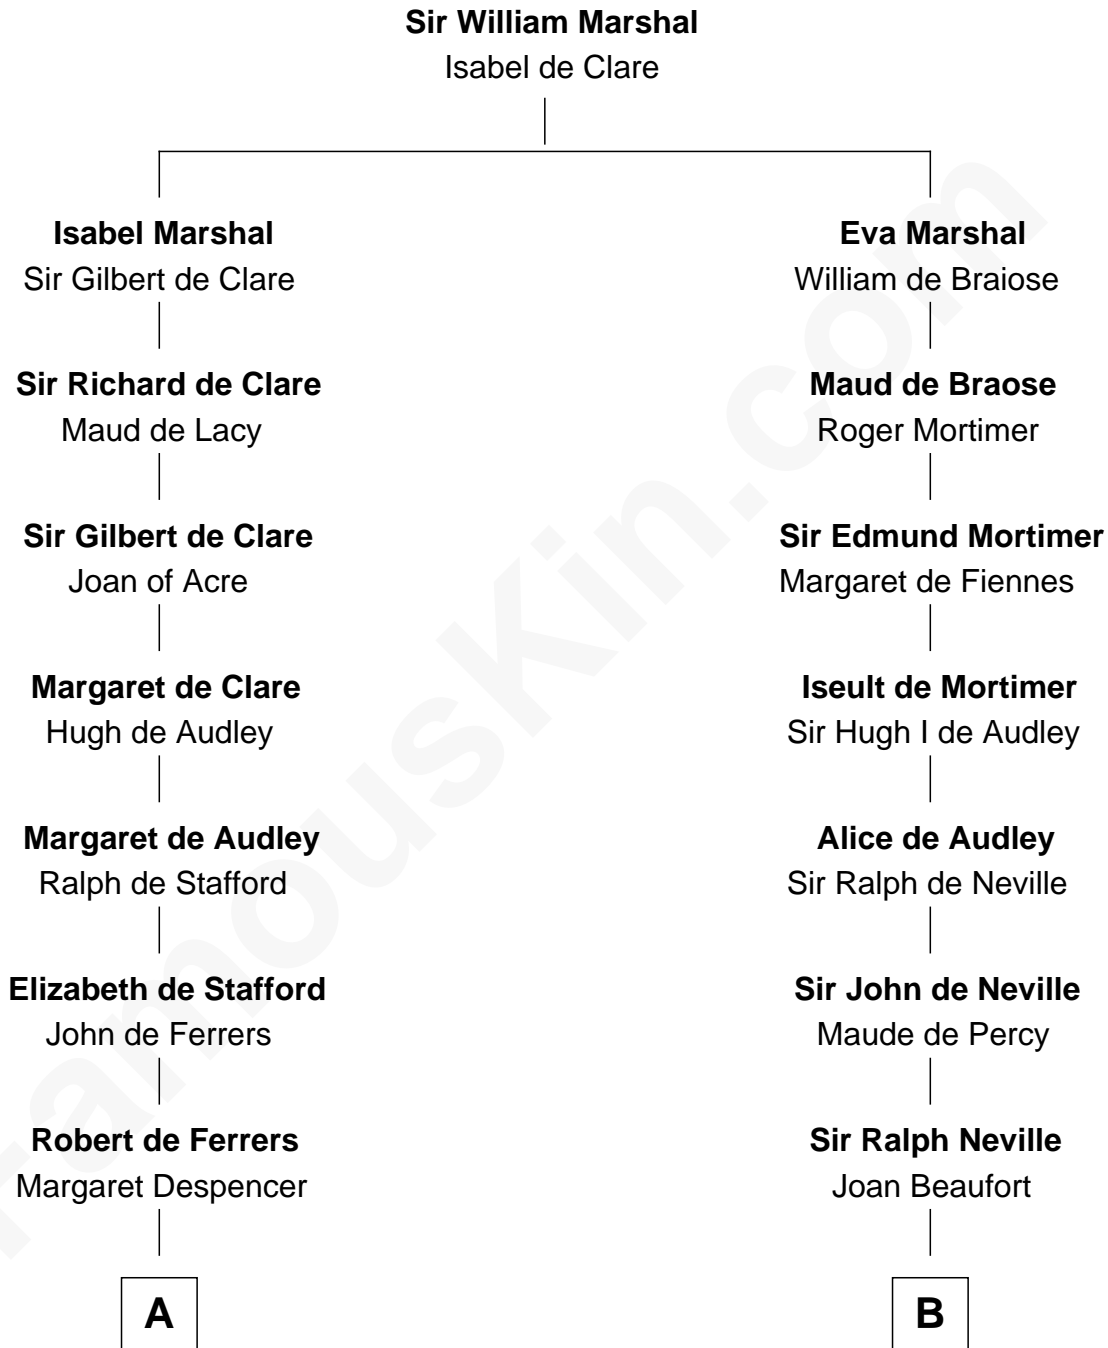 Sir William Marshal
Isabel de Clare
Isabel Marshal
Sir Gilbert de Clare
Eva Marshal
William de Braiose
Sir Richard de Clare
Maud de Lacy
Maud de Braose
Roger Mortimer
Sir Gilbert de Clare
Joan of Acre
Sir Edmund Mortimer
Margaret de Fiennes
Margaret de Clare
Hugh de Audley
Iseult de Mortimer
Sir Hugh I de Audley
Margaret de Audley
Ralph de Stafford
Alice de Audley
Sir Ralph de Neville
Elizabeth de Stafford
John de Ferrers
Sir John de Neville
Maude de Percy
Robert de Ferrers
Margaret Despencer
Sir Ralph Neville
Joan Beaufort
A
B
FamousKin.com